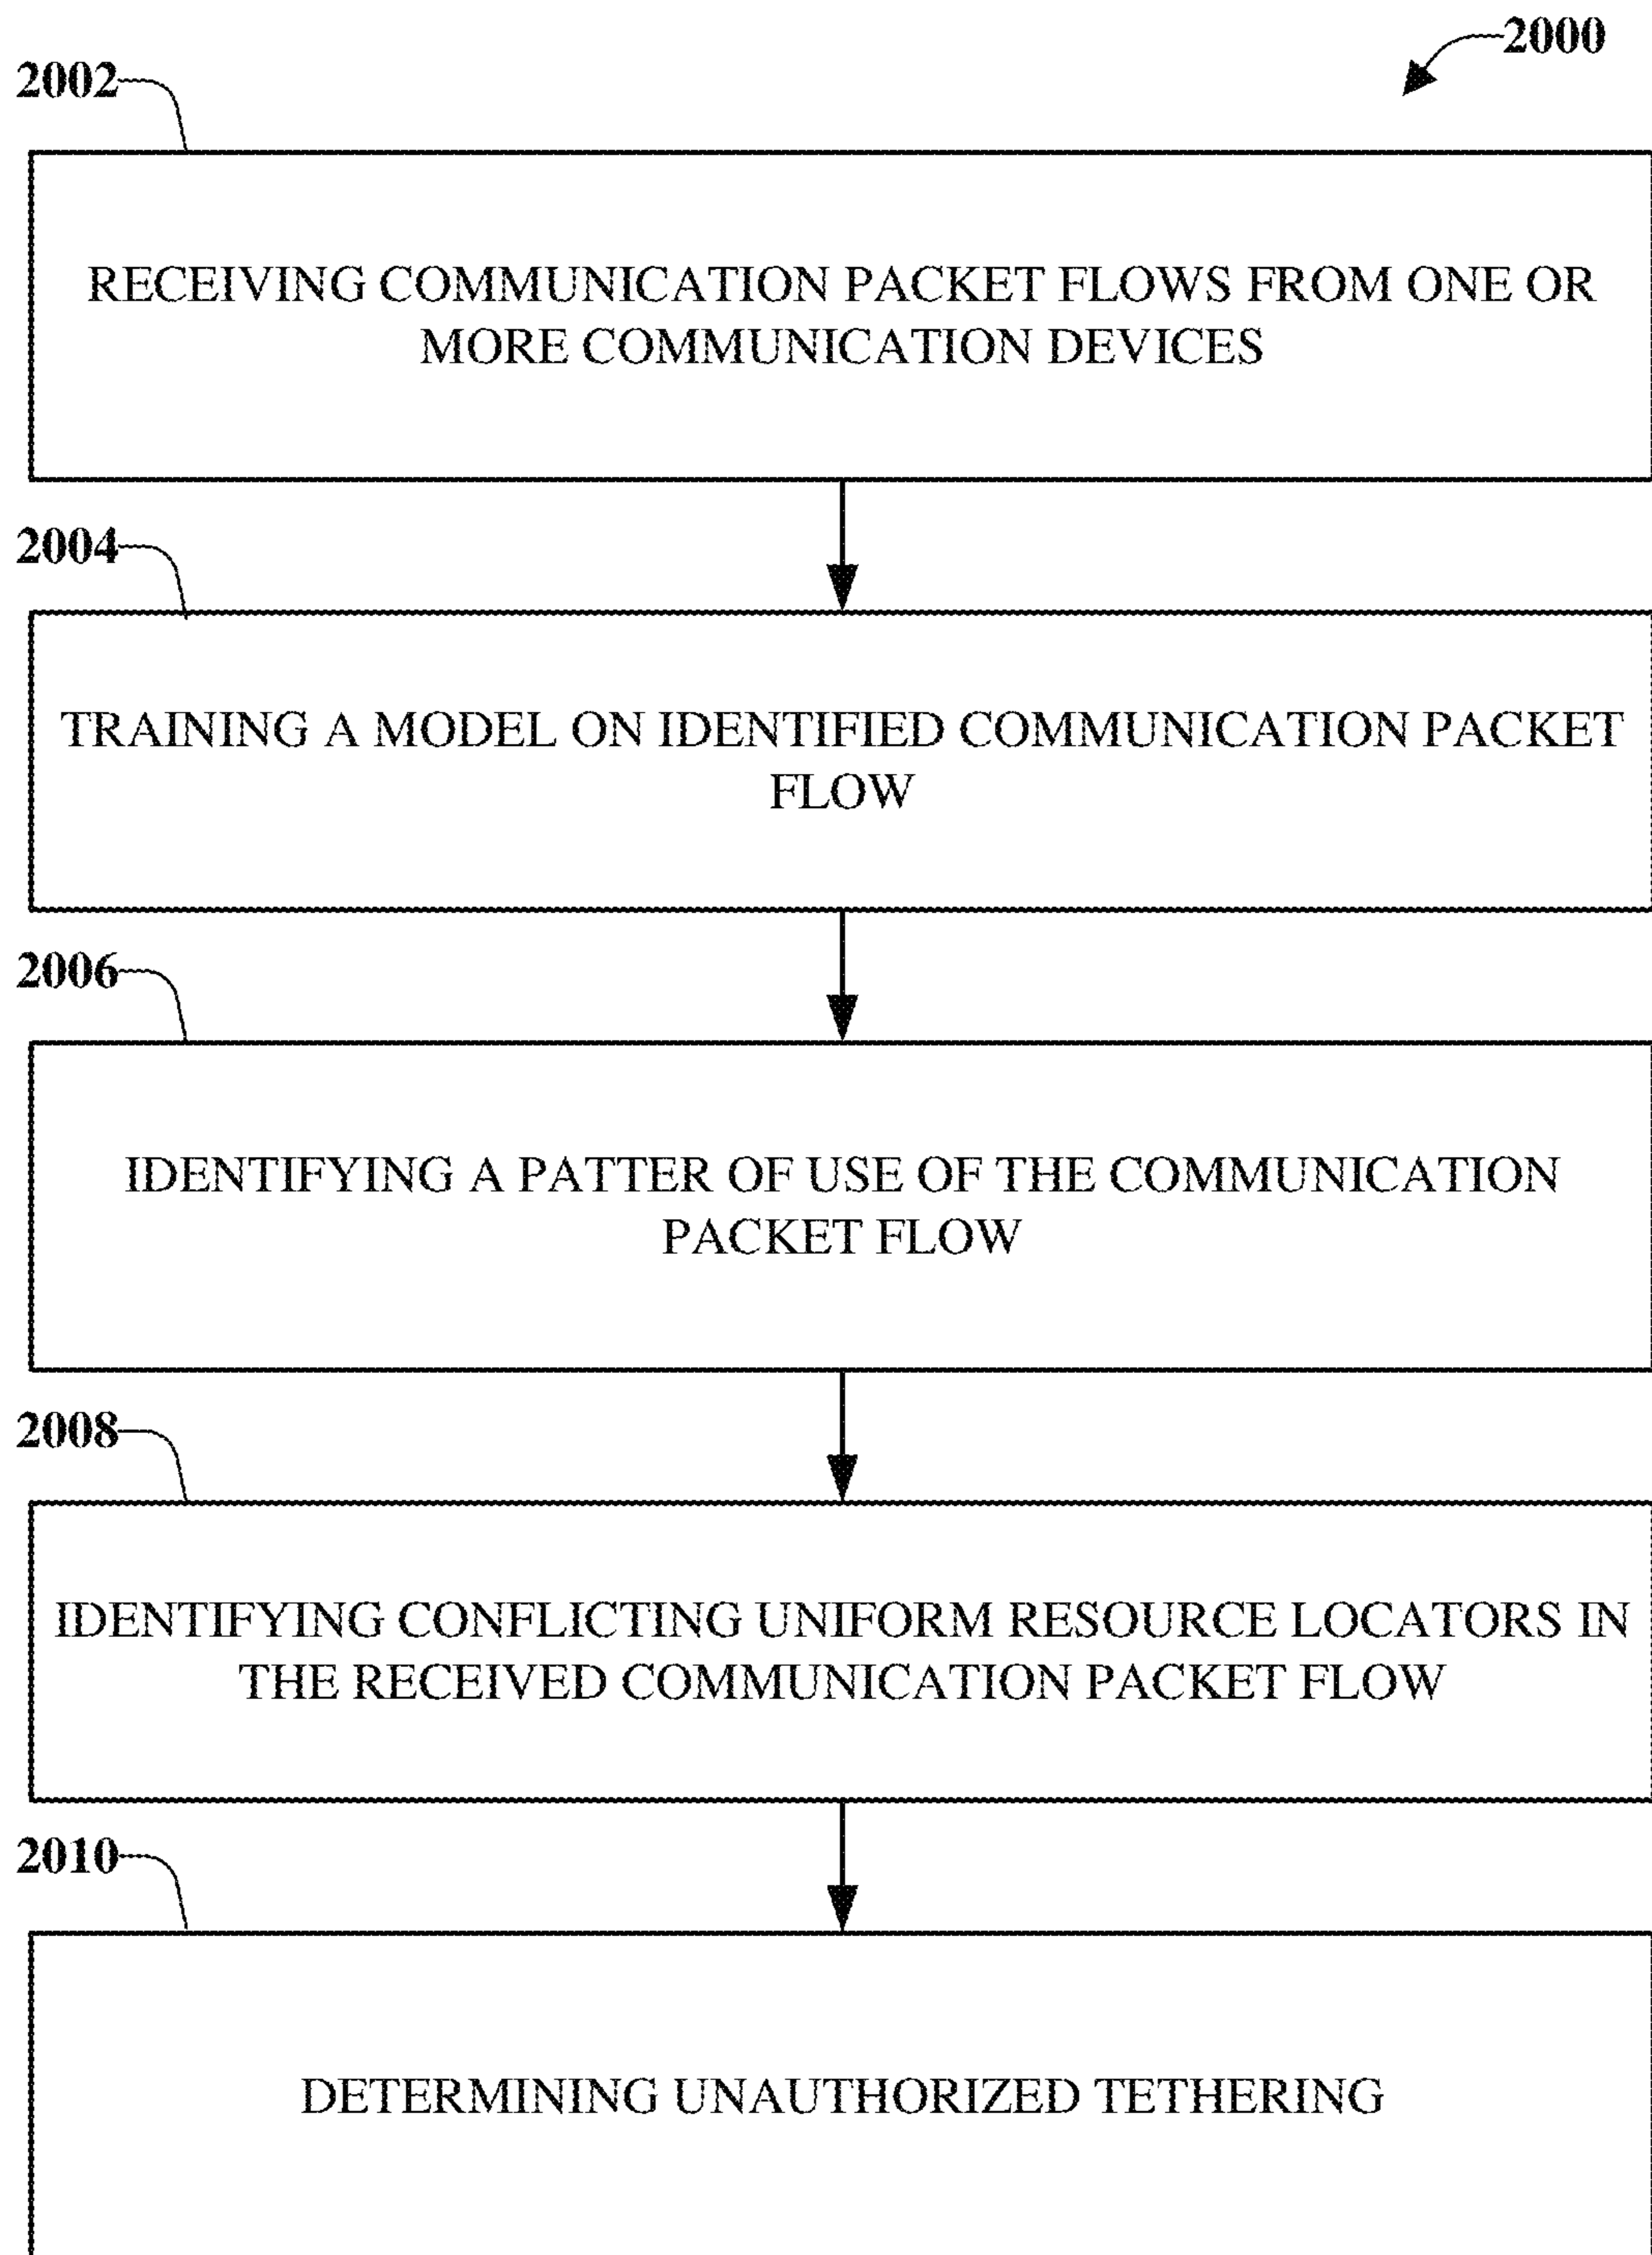 2000
2002
RECEIVING COMMUNICATION PACKET FLOWS FROM ONE OR
MORE COMMUNICATION DEVICES
2004
TRAINING A MODEL ON IDENTIFIED COMMUNICATION PACKET
FLOW
2006
IDENTIFYING A PATTER OF USE OF THE COMMUNICATION
PACKET FLOW
2008
IDENTIFYING CONFLICTING UNIFORM RESOURCE LOCATORS IN
THE RECEIVED COMMUNICATION PACKET FLOW
2010
DETERMINING UNAUTHORIZED TETHERING